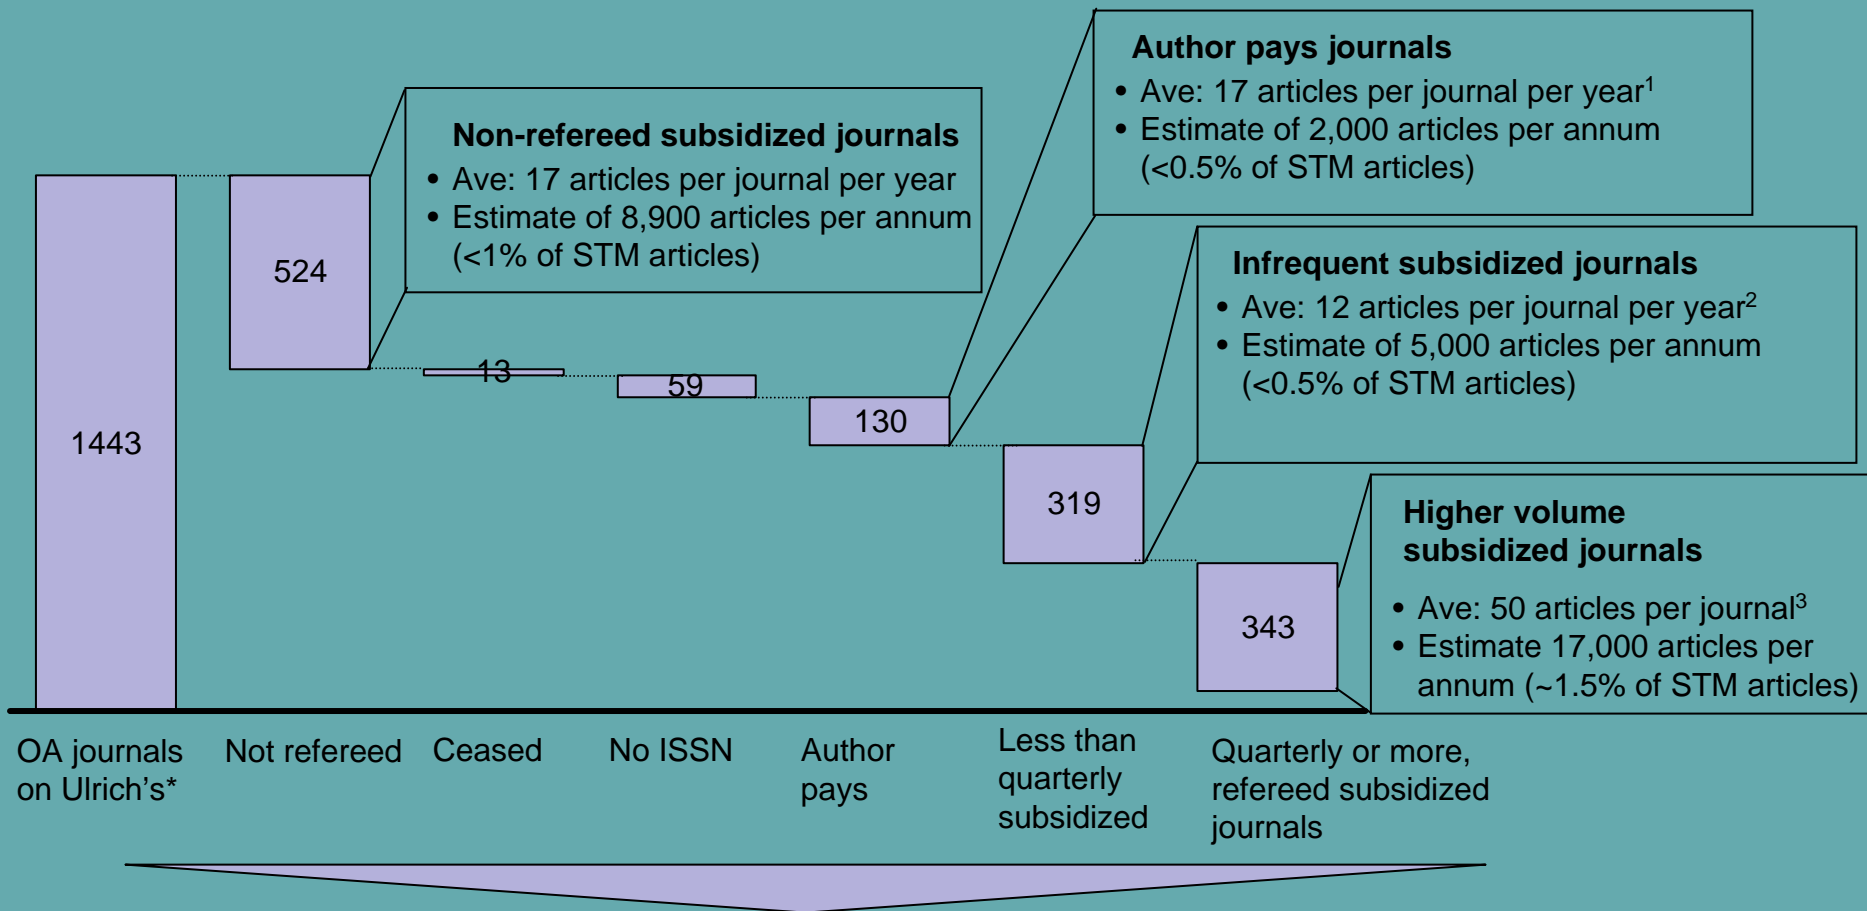 Author pays journals
• Ave: 17 articles per journal per year1
• Estimate of 2,000 articles per annum
(<0.5% of STM articles)
Non-refereed subsidized journals
• Ave: 17 articles per journal per year
• Estimate of 8,900 articles per annum
(<1% of STM articles)
Infrequent subsidized journals
• Ave: 12 articles per journal per year2
• Estimate of 5,000 articles per annum
(<0.5% of STM articles)
Higher volume
subsidized journals
• Ave: 50 articles per journal3
• Estimate 17,000 articles per
annum (~1.5% of STM articles)
1443
524
13
59
130
319
343
OA journals
on Ulrich's*
Not refereed
Ceased
No ISSN
Author
pays
Less than
quarterly
subsidized
Quarterly or more,
refereed subsidized
journals